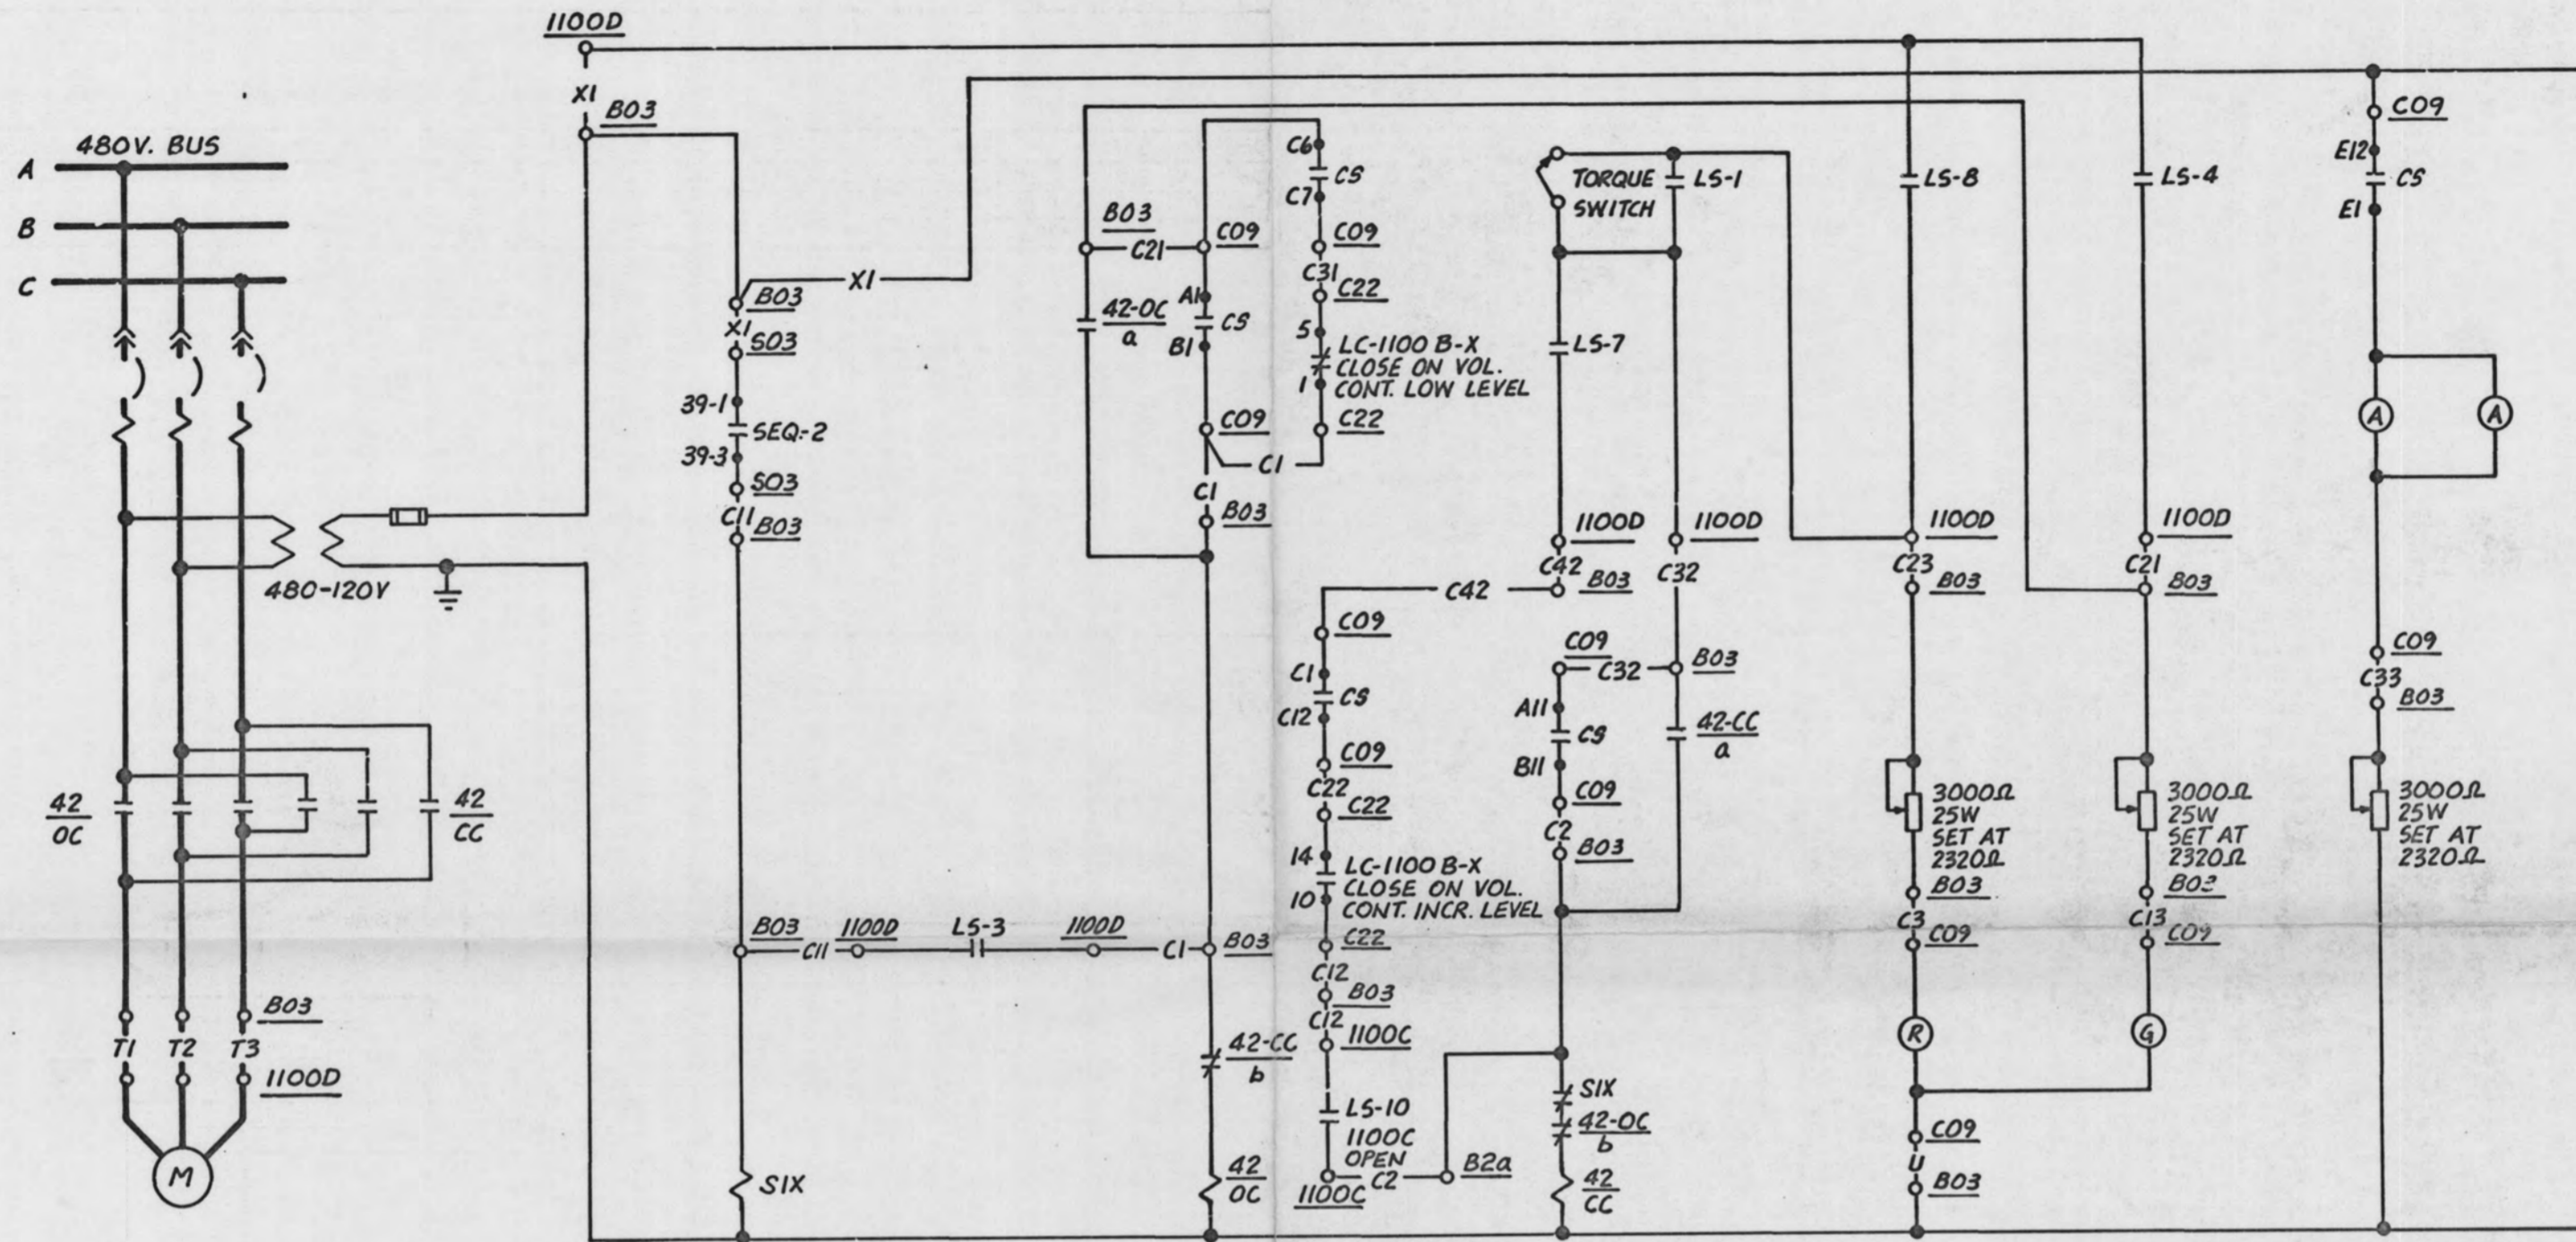 1100D
X1
B03
480V. BUS
A
B
C
480-120V
42
OC
42
CC
B03
T1 T2 T3
1100D
M
B03
X1
X1
S03
39-1
SEQ.-2
39-3
S03
C11
B03
B03
C11
1100D
LS-3
1100D
C1
B03
S1X
B03
C21
C09
42-OC
a
A1
CS
B1
C09
C1
C1
B03
42-CC
b
42
OC
C6
CS
C7
C09
C31
C22
5
LC-1100 B-X
CLOSE ON VOL.
CONT. LOW LEVEL
1
C22
C42
C09
C1
CS
C12
C09
C22
C22
14
LC-1100 B-X
CLOSE ON VOL.
CONT. INCR. LEVEL
10
C22
C12
B03
C12
1100C
LS-10
1100C
OPEN
1100C
C2
B2a
TORQUE
SWITCH
LS-1
LS-7
1100D
C42
B03
1100D
C32
C09
C32
B03
A11
CS
B11
C09
C2
B03
42-CC
a
S1X
42-OC
b
42
CC
LS-8
1100D
C23
B03
3000Ω
25W
SET AT
2320Ω
B03
C3
C09
R
C09
U
B03
LS-4
1100D
C21
B03
3000Ω
25W
SET AT
2320Ω
B03
C13
C09
G
C09
E12
CS
E1
A
A
C09
C33
B03
3000Ω
25W
SET AT
2320Ω